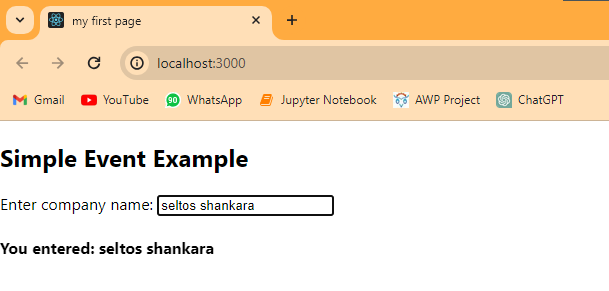 my first page
localhost:3000
Gmail YouTube 90 WhatsApp Jupyter Notebook AWP Project ChatGPT
Simple Event Example
Enter company name: seltos shankara
You entered: seltos shankara